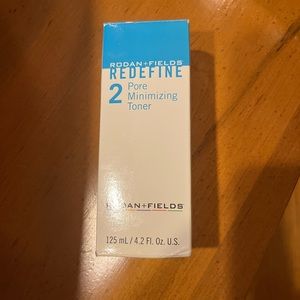 RODAN+FIELDS
REDEFINE
2 Pore
Minimizing
Toner
RODAN+FIELDS
125 mL / 4.2 Fl. Oz. U.S.